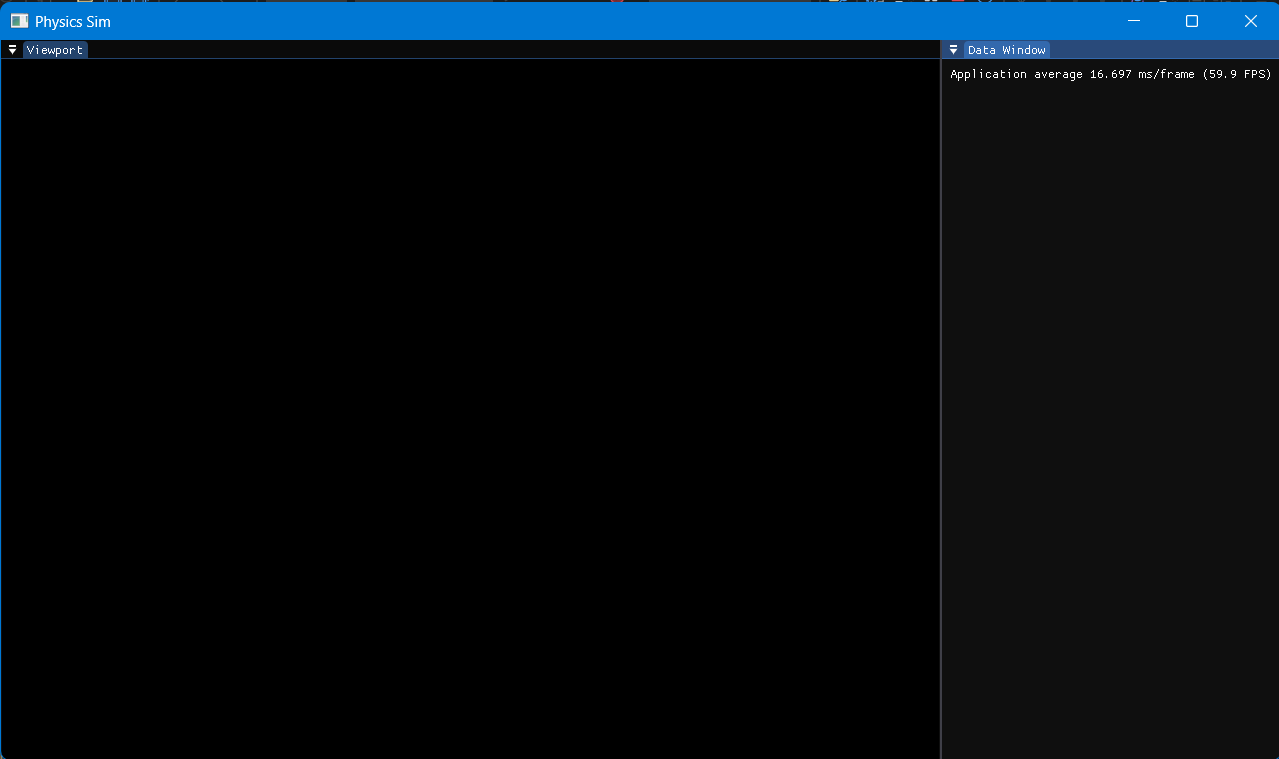 Physics Sim
Viewport
Data Window
Application average 16.697 ms/frame (59.9 FPS)